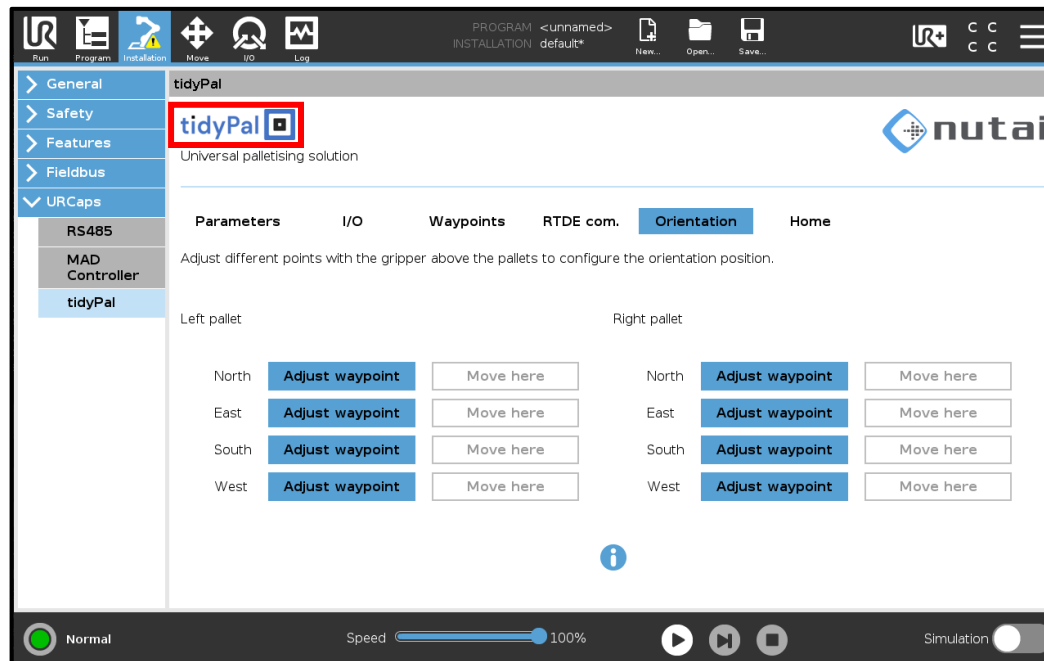 PROGRAM <unnamed>
INSTALLATION default*
Run Program Installation Move I/O Log New... Open... Save...
UR+ C C
C C
General
Safety
Features
Fieldbus
URCaps
RS485
MAD
Controller
tidyPal
tidyPal
tidyPal
nutai
Universal palletising solution
Parameters I/O Waypoints RTDE com. Orientation Home
Adjust different points with the gripper above the pallets to configure the orientation position.
Left pallet Right pallet
North Adjust waypoint Move here North Adjust waypoint Move here
East Adjust waypoint Move here East Adjust waypoint Move here
South Adjust waypoint Move here South Adjust waypoint Move here
West Adjust waypoint Move here West Adjust waypoint Move here
Normal Speed 100% Simulation